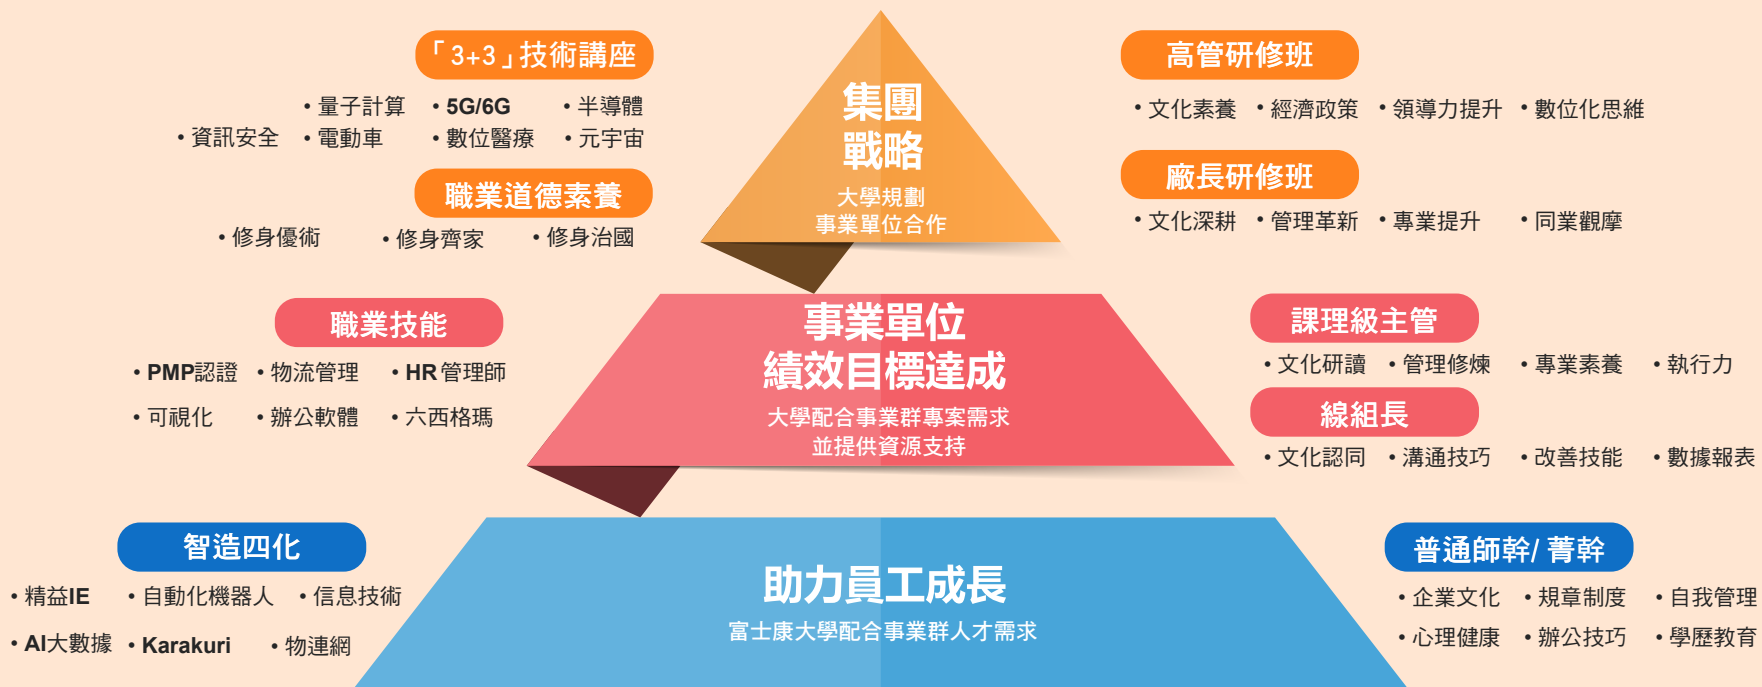 「3+3」技術講座
• 量子計算 • 5G/6G • 半導體
• 資訊安全 • 電動車 • 數位醫療 • 元宇宙
職業道德素養
• 修身優術 • 修身齊家 • 修身治國
集團
戰略
大學規劃
事業單位合作
高管研修班
• 文化素養 • 經濟政策 • 領導力提升 • 數位化思維
廠長研修班
• 文化深耕 • 管理革新 • 專業提升 • 同業觀摩
職業技能
• PMP認證 • 物流管理 • HR管理師
• 可視化 • 辦公軟體 • 六西格瑪
事業單位
績效目標達成
大學配合事業群專案需求
並提供資源支持
課理級主管
• 文化研讀 • 管理修煉 • 專業素養 • 執行力
線組長
• 文化認同 • 溝通技巧 • 改善技能 • 數據報表
智造四化
• 精益IE • 自動化機器人 • 信息技術
• AI大數據 • Karakuri • 物連網
助力員工成長
富士康大學配合事業群人才需求
普通師幹/ 菁幹
• 企業文化 • 規章制度 • 自我管理
• 心理健康 • 辦公技巧 • 學歷教育